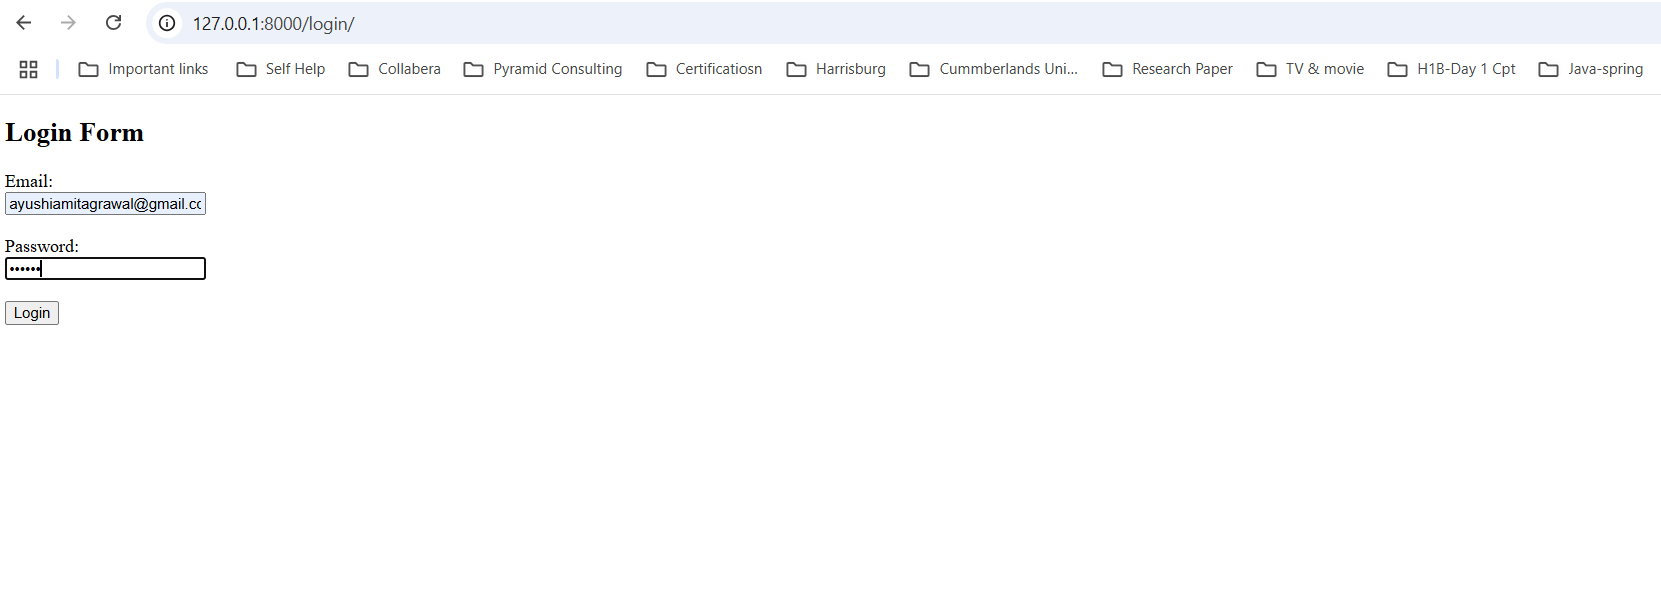 127.0.0.1:8000/login/
Important links Self Help Collabera Pyramid Consulting Certificatiosn Harrisburg Cummberlands Uni... Research Paper TV & movie H1B-Day 1 Cpt Java-spring
Login Form
Email:
ayushiamitagrawal@gmail.cc
Password:
••••••
Login